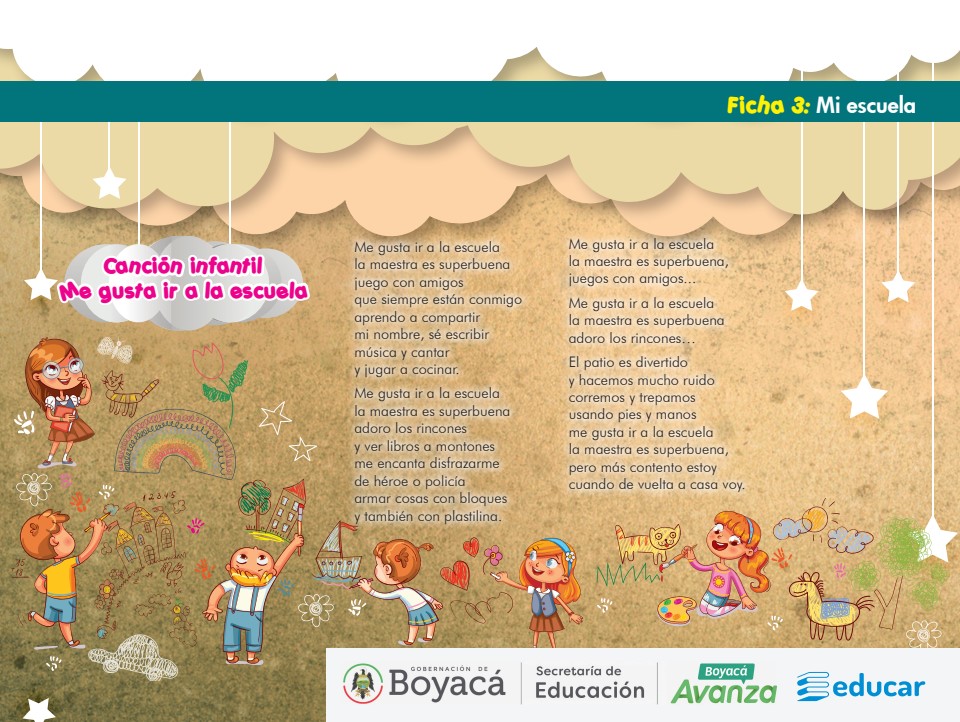 Ficha 3: Mi escuela
Canción infantil
Me gusta ir a la escuela
Me gusta ir a la escuela
la maestra es superbuena
juego con amigos
que siempre están conmigo
aprendo a compartir
mi nombre, sé escribir
música y cantar
y jugar a cocinar.
Me gusta ir a la escuela
la maestra es superbuena
adoro los rincones
y ver libros a montones
me encanta disfrazarme
de héroe o policía
armar cosas con bloques
y también con plastilina.
Me gusta ir a la escuela
la maestra es superbuena,
juegos con amigos...
Me gusta ir a la escuela
la maestra es superbuena
adoro los rincones...
El patio es divertido
y hacemos mucho ruido
corremos y trepamos
usando pies y manos
me gusta ir a la escuela
la maestra es superbuena,
pero más contento estoy
cuando de vuelta a casa voy.
1 2 3 4 5
GOBERNACIÓN DE
Boyacá
Secretaría de
Educación
Boyacá
Avanza
educar